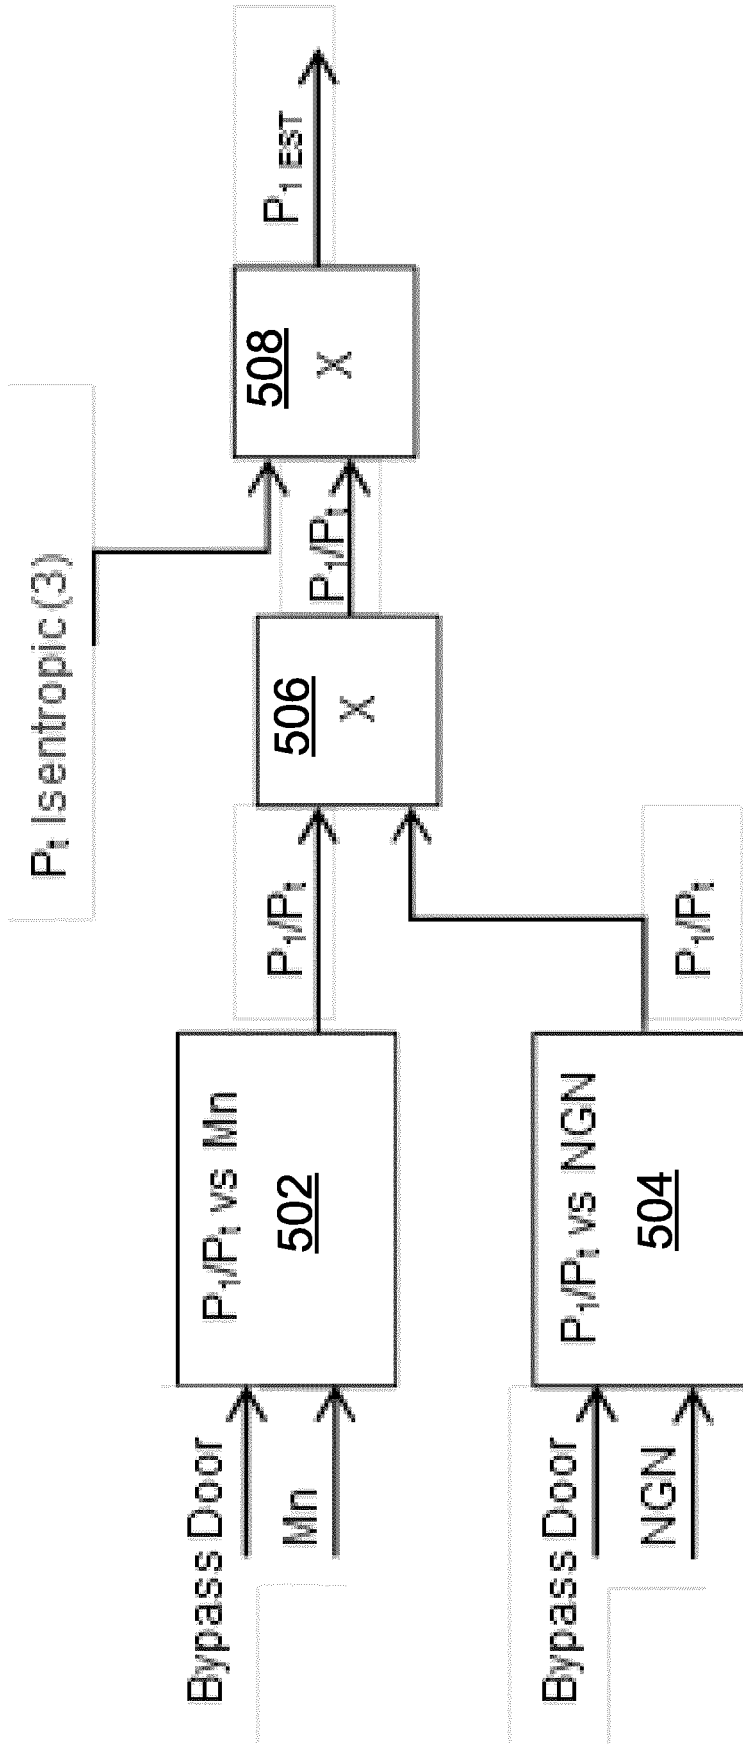 P₁ EST
508
X
Pₜ Isentropic (3)
P₁/Pₜ
506
X
P₁/Pₜ
P₁/Pₜ
P₁/Pₜ vs Mn
502
P₁/Pₜ vs NGN
504
Bypass Door
Mn
Bypass Door
NGN